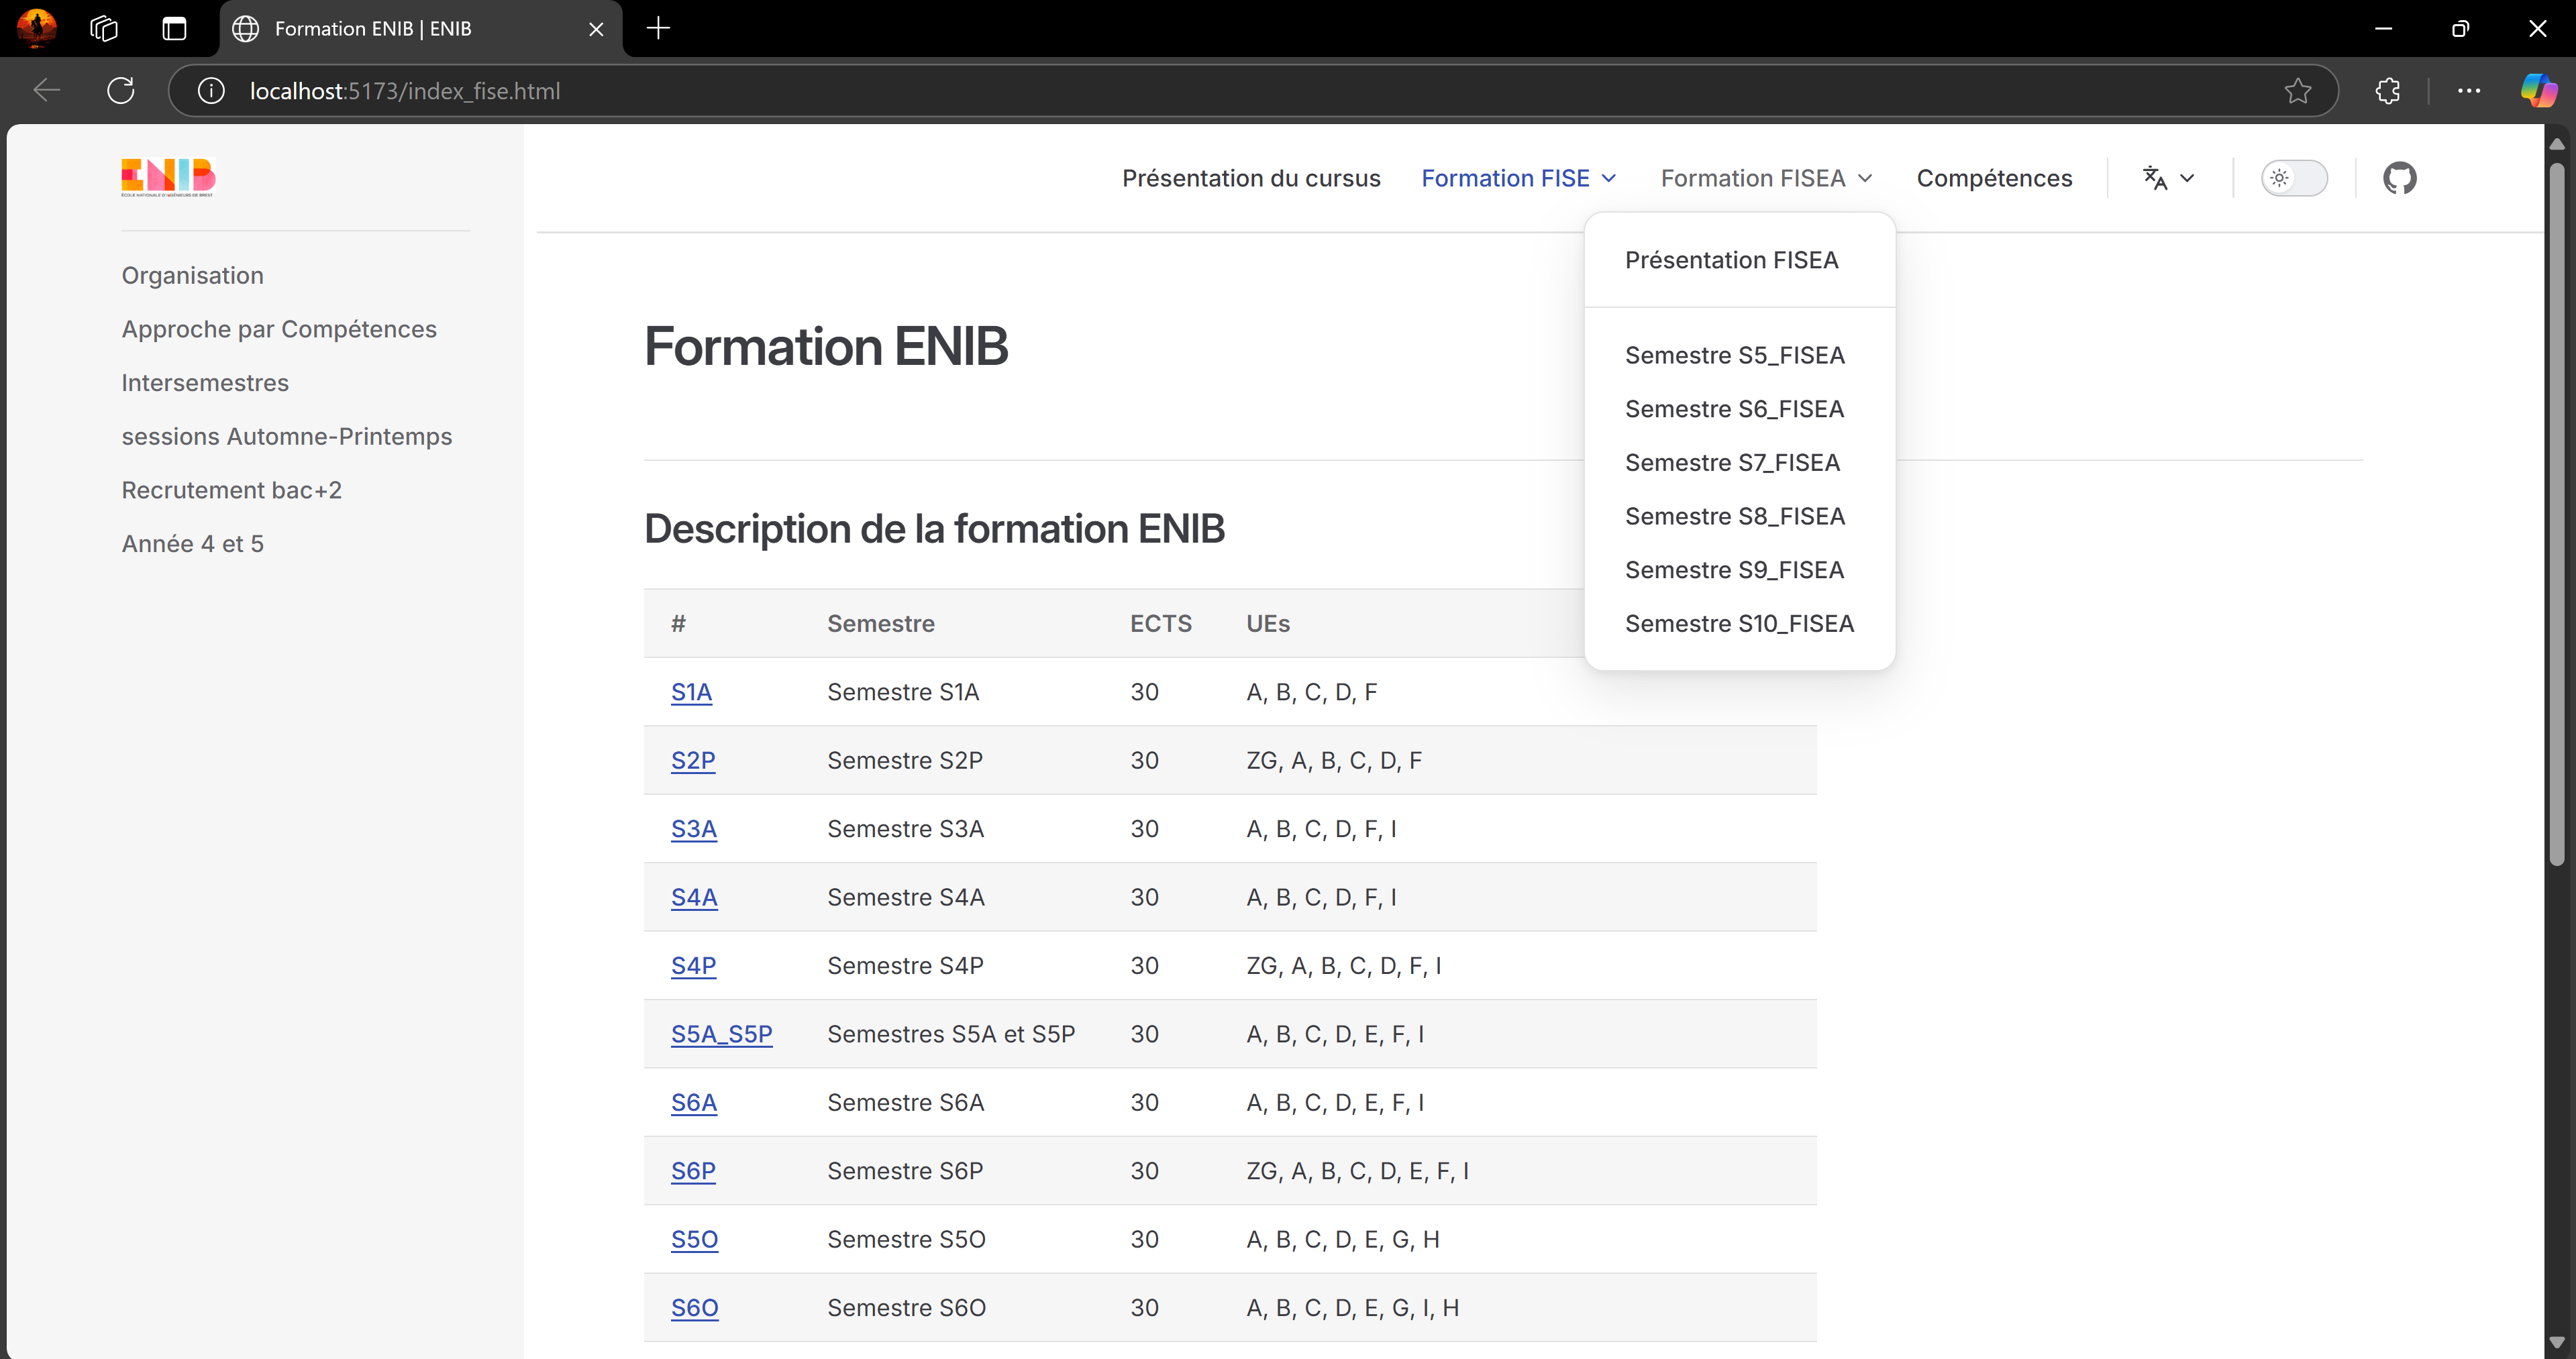 Formation ENIB | ENIB
localhost:5173/index_fise.html
ENIB
ÉCOLE NATIONALE D'INGÉNIEURS DE BREST
Présentation du cursus
Formation FISE
Formation FISEA
Compétences
Organisation
Approche par Compétences
Intersemestres
sessions Automne-Printemps
Recrutement bac+2
Année 4 et 5
Présentation FISEA
Semestre S5_FISEA
Semestre S6_FISEA
Semestre S7_FISEA
Semestre S8_FISEA
Semestre S9_FISEA
Semestre S10_FISEA
Formation ENIB
Description de la formation ENIB
# Semestre ECTS UEs
S1A Semestre S1A 30 A, B, C, D, F
S2P Semestre S2P 30 ZG, A, B, C, D, F
S3A Semestre S3A 30 A, B, C, D, F, I
S4A Semestre S4A 30 A, B, C, D, F, I
S4P Semestre S4P 30 ZG, A, B, C, D, F, I
S5A_S5P Semestres S5A et S5P 30 A, B, C, D, E, F, I
S6A Semestre S6A 30 A, B, C, D, E, F, I
S6P Semestre S6P 30 ZG, A, B, C, D, E, F, I
S5O Semestre S5O 30 A, B, C, D, E, G, H
S6O Semestre S6O 30 A, B, C, D, E, G, I, H